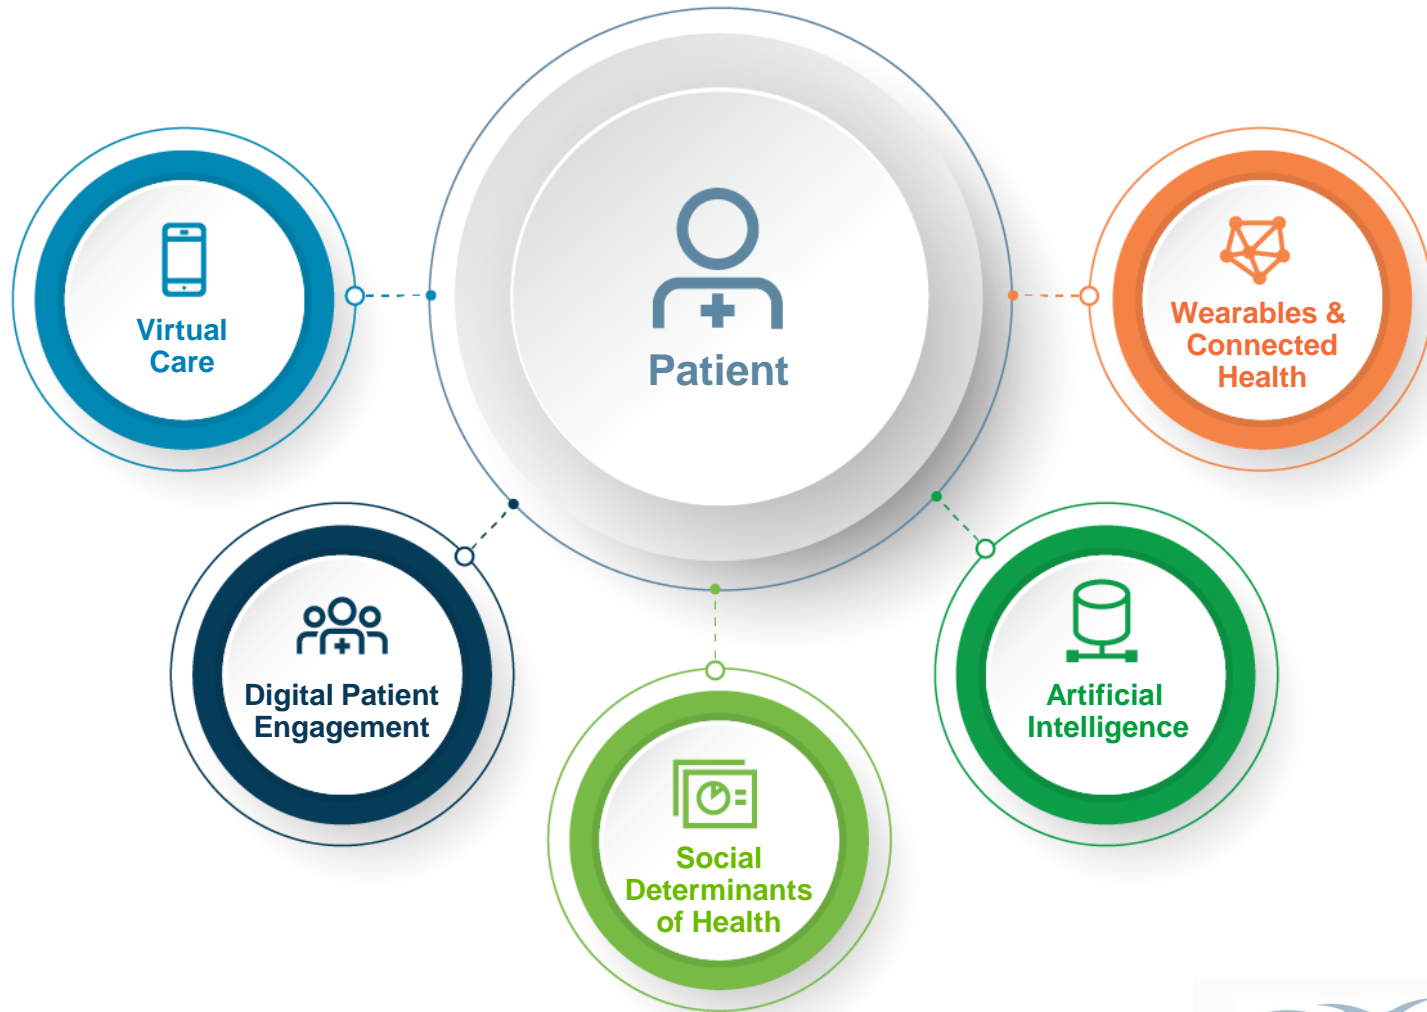 Patient
Virtual
Care
Wearables &
Connected
Health
Digital Patient
Engagement
Artificial
Intelligence
Social
Determinants
of Health